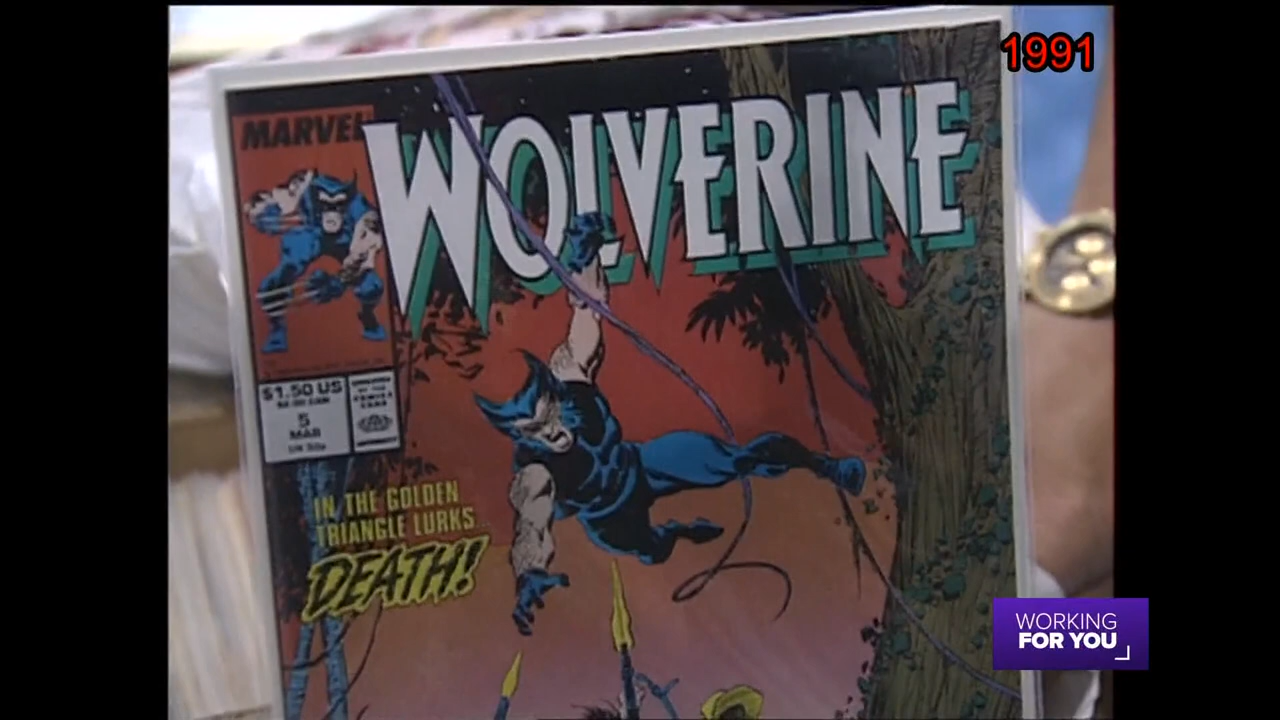 1991
MARVEL
WOLVERINE
$1.50 US
5
MAR
IN THE GOLDEN
TRIANGLE LURKS...
DEATH!
WORKING
FOR YOU